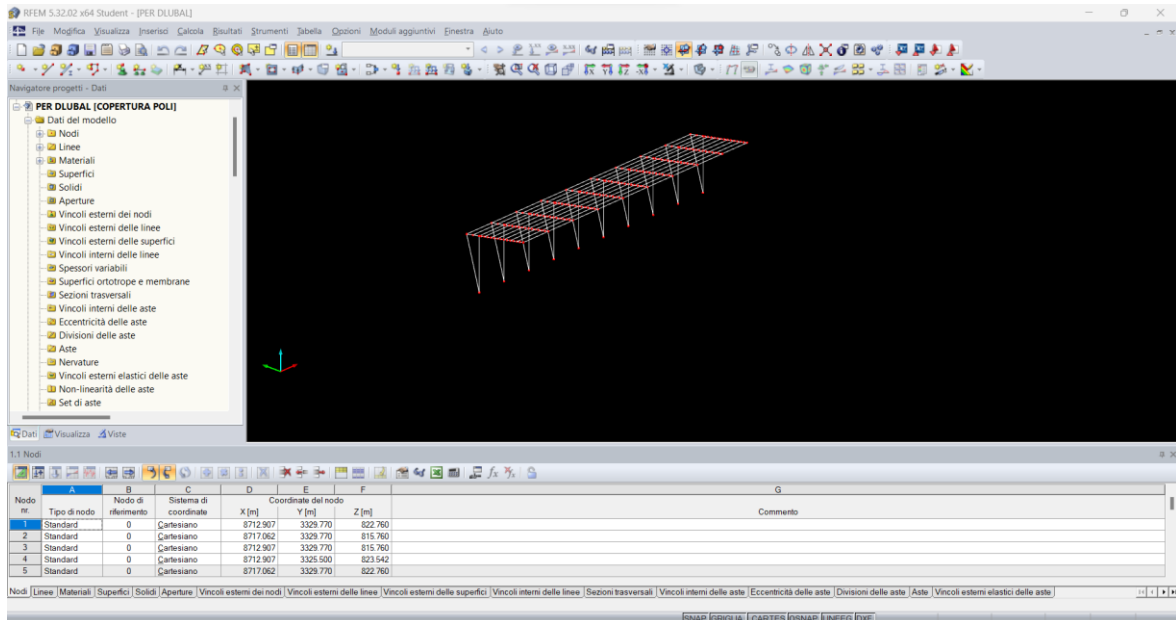 RFEM 5.32.02 x64 Student - [PER DLUBAL]
File Modifica Visualizza Inserisci Calcola Risultati Strumenti Tabella Opzioni Moduli aggiuntivi Finestra Aiuto
Navigatore progetti - Dati
PER DLUBAL [COPERTURA POLI]
Dati del modello
Nodi
Linee
Materiali
Superfici
Solidi
Aperture
Vincoli esterni dei nodi
Vincoli esterni delle linee
Vincoli esterni delle superfici
Vincoli interni delle linee
Spessori variabili
Superfici ortotrope e membrane
Sezioni trasversali
Vincoli interni delle aste
Eccentricità delle aste
Divisioni delle aste
Aste
Nervature
Vincoli esterni elastici delle aste
Non-linearità delle aste
Set di aste
Dati Visualizza Viste
1.1 Nodi
A B C D E F G
Nodo Nodo di Sistema di Coordinate del nodo
nr. Tipo di nodo riferimento coordinate X [m] Y [m] Z [m] Commento
1 Standard 0 Cartesiano 8712.907 3329.770 822.760
2 Standard 0 Cartesiano 8717.062 3329.770 815.760
3 Standard 0 Cartesiano 8712.907 3329.770 815.760
4 Standard 0 Cartesiano 8712.907 3325.500 823.542
5 Standard 0 Cartesiano 8717.062 3329.770 822.760
Nodi Linee Materiali Superfici Solidi Aperture Vincoli esterni dei nodi Vincoli esterni delle linee Vincoli esterni delle superfici Vincoli interni delle linee Sezioni trasversali Vincoli interni delle aste Eccentricità delle aste Divisioni delle aste Aste Vincoli esterni elastici delle aste
SNAP GRIGLIA CARTES OSNAP LINEEG DXF